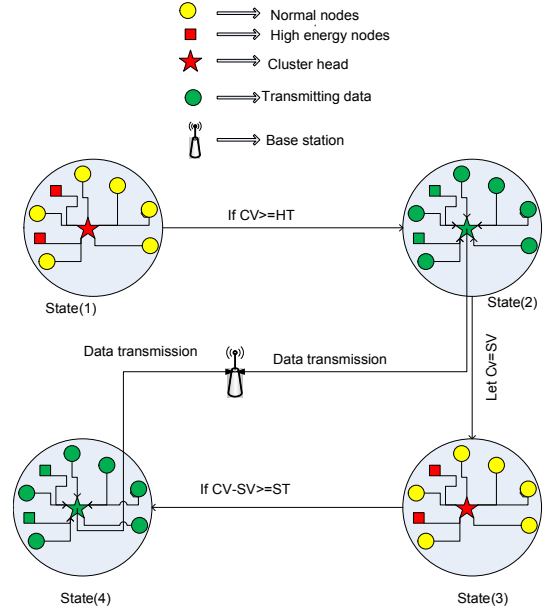 Normal nodes
High energy nodes
Cluster head
Transmitting data
Base station
If CV>=HT
State(1)
State(2)
Data transmission
Data transmission
Let Cv=SV
If CV-SV>=ST
State(4)
State(3)